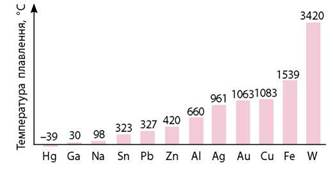 Температура плавлення, °C
−39 30 98 323 327 420 660 961 1063 1083 1539 3420
Hg Ga Na Sn Pb Zn Al Ag Au Cu Fe W